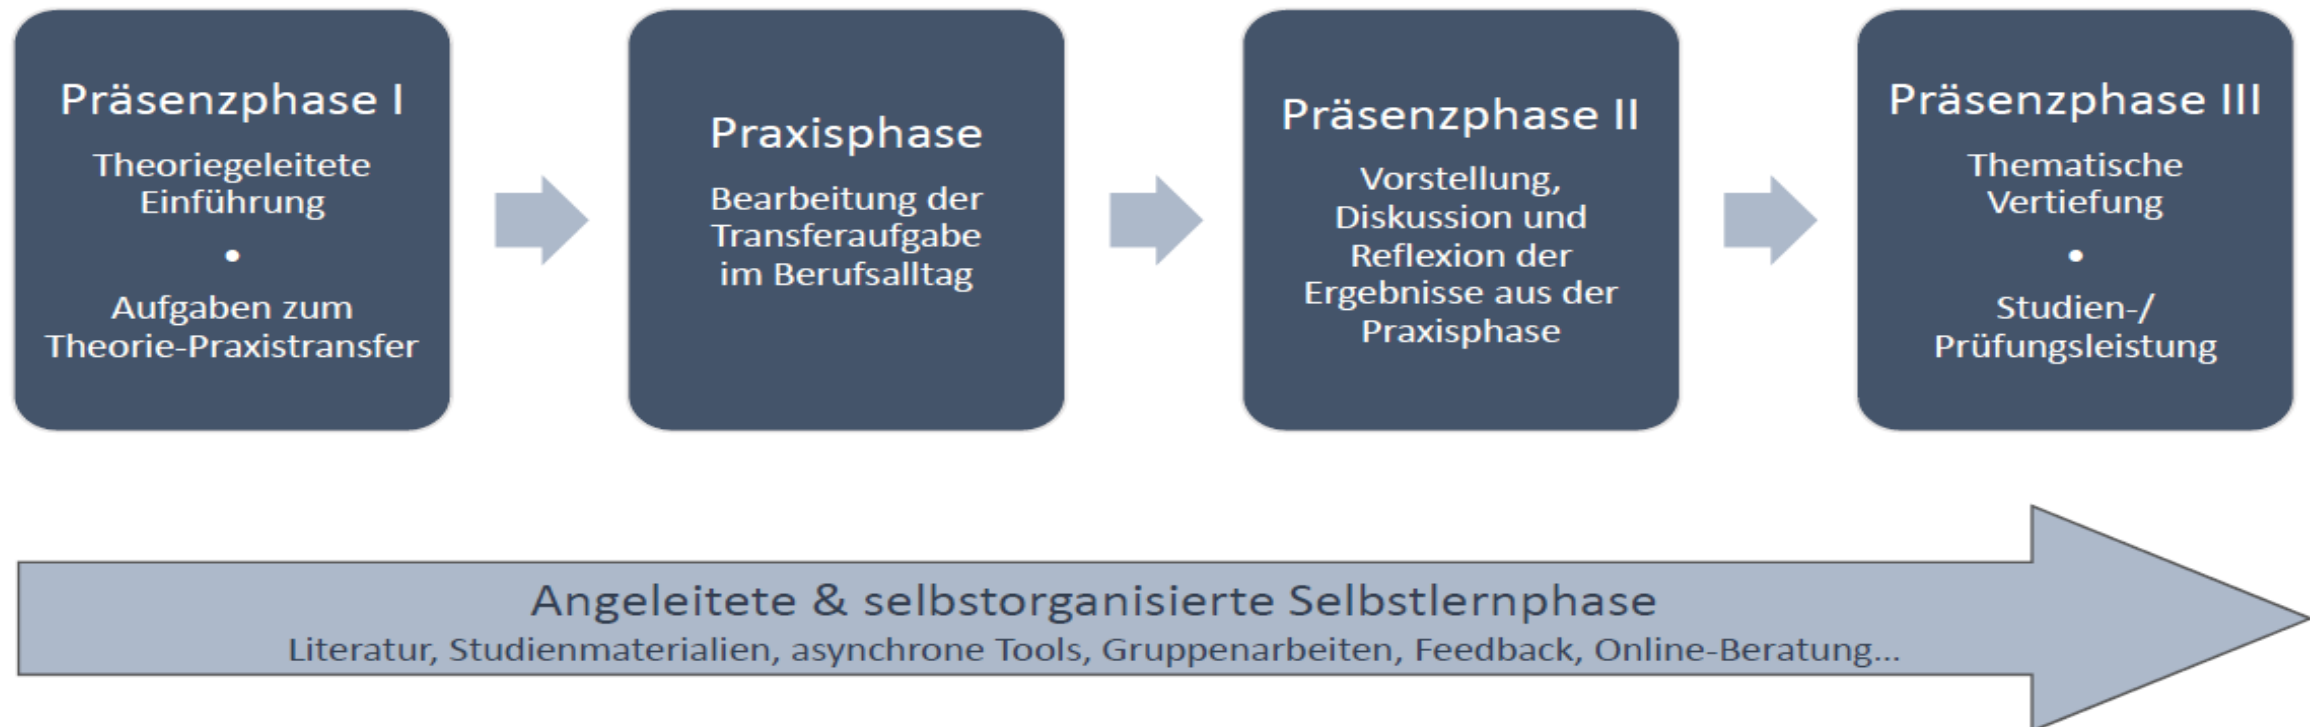 Präsenzphase I
Theoriegeleitete
Einführung
•
Aufgaben zum
Theorie-Praxistransfer
Praxisphase
Bearbeitung der
Transferaufgabe
im Berufsalltag
Präsenzphase II
Vorstellung,
Diskussion und
Reflexion der
Ergebnisse aus der
Praxisphase
Präsenzphase III
Thematische
Vertiefung
•
Studien-/
Prüfungsleistung
Angeleitete & selbstorganisierte Selbstlernphase
Literatur, Studienmaterialien, asynchrone Tools, Gruppenarbeiten, Feedback, Online-Beratung...